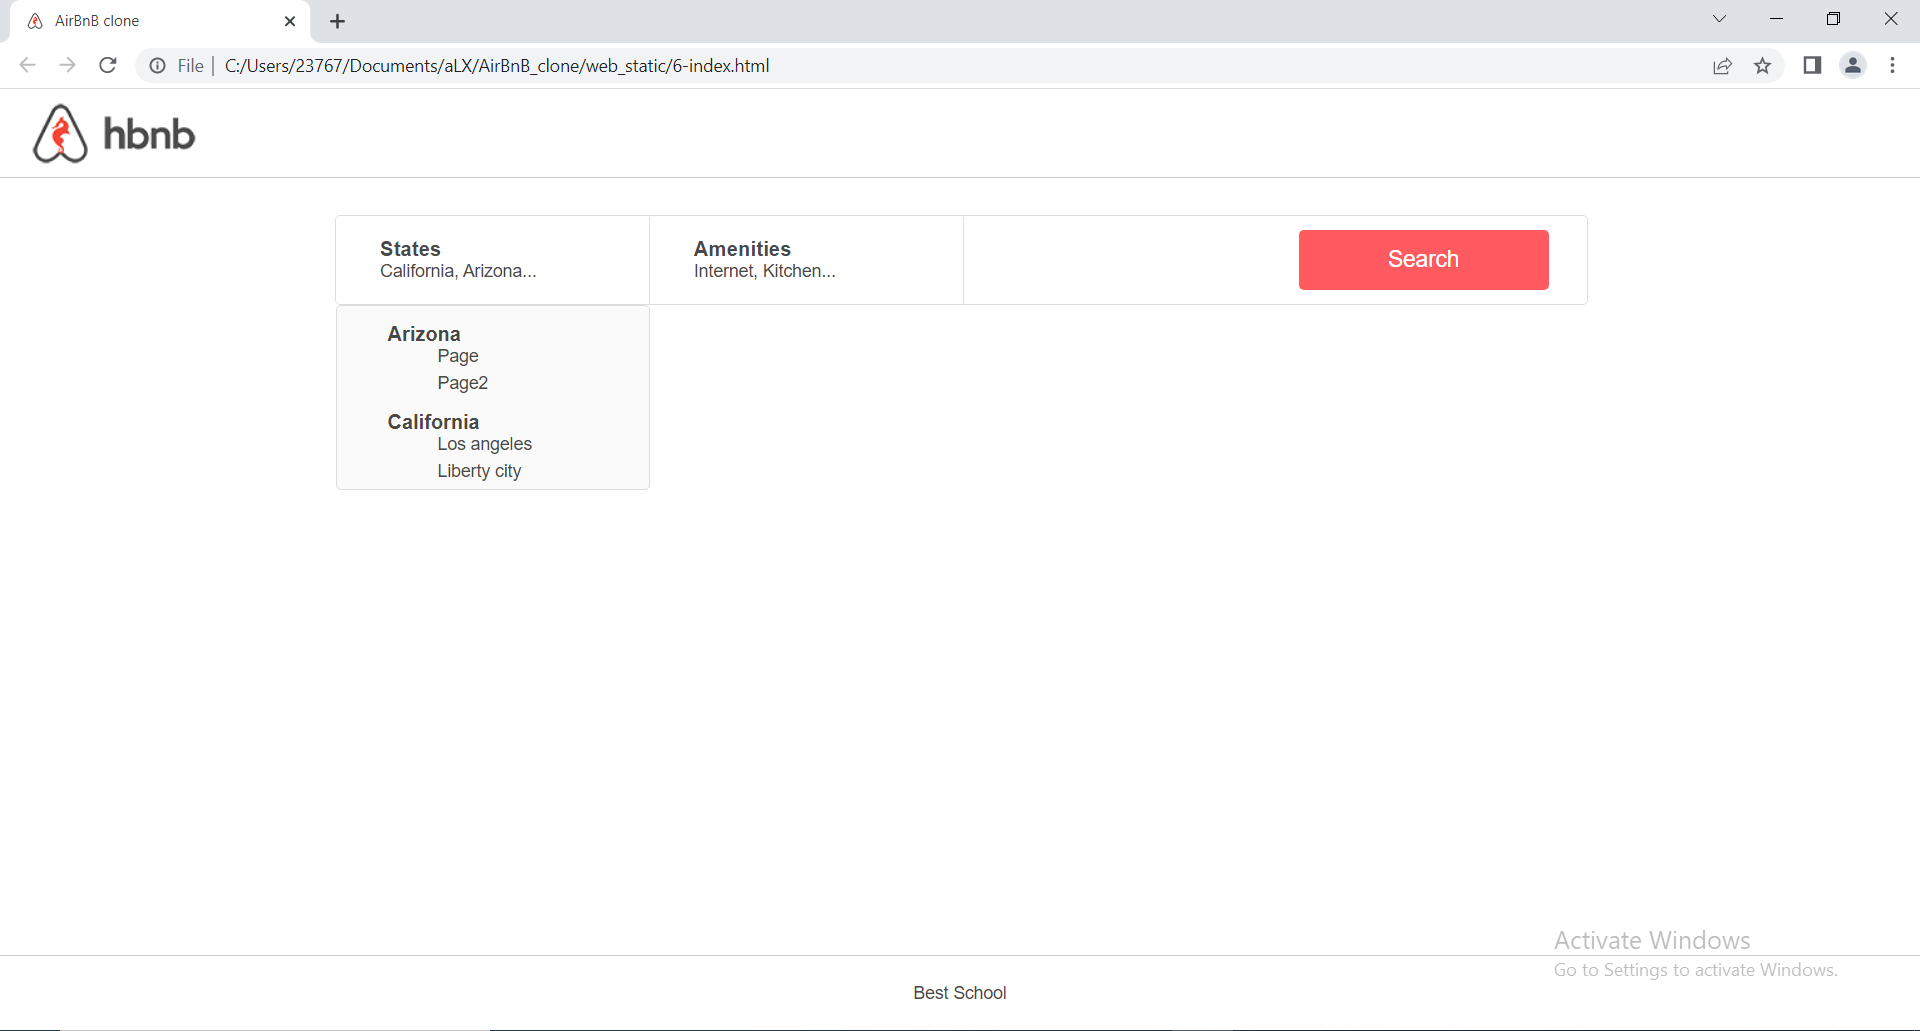 AirBnB clone
File | C:/Users/23767/Documents/aLX/AirBnB_clone/web_static/6-index.html
hbnb
States
California, Arizona...
Amenities
Internet, Kitchen...
Search
Arizona
Page
Page2
California
Los angeles
Liberty city
Activate Windows
Go to Settings to activate Windows.
Best School